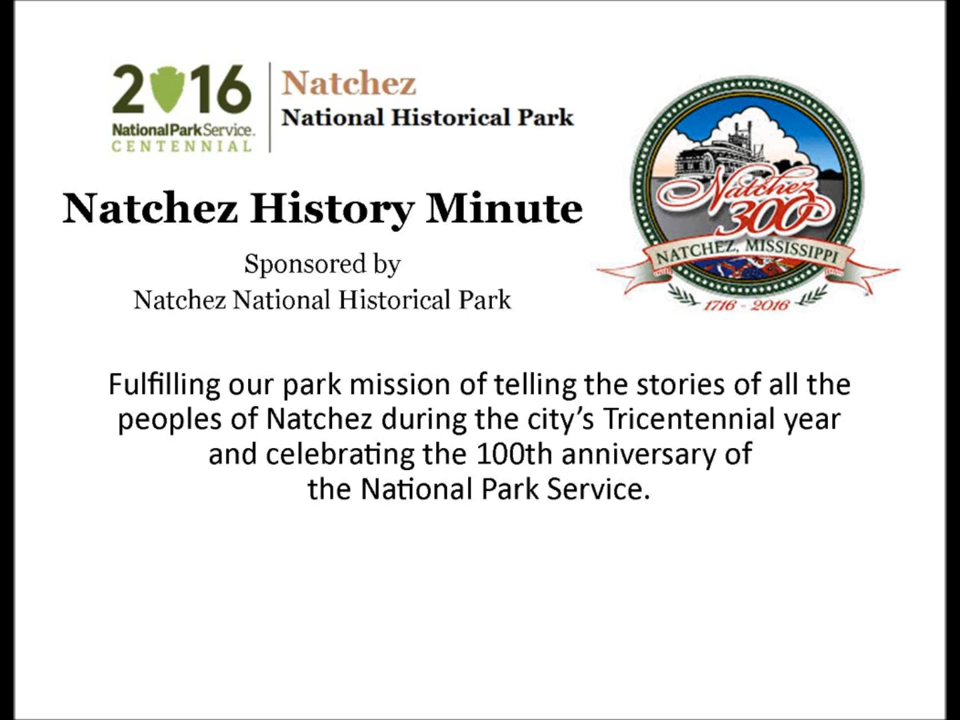 2016
National Park Service.
CENTENNIAL
Natchez
National Historical Park
Natchez
300
NATCHEZ, MISSISSIPPI
1716 - 2016
Natchez History Minute
Sponsored by
Natchez National Historical Park
Fulfilling our park mission of telling the stories of all the
peoples of Natchez during the city's Tricentennial year
and celebrating the 100th anniversary of
the National Park Service.